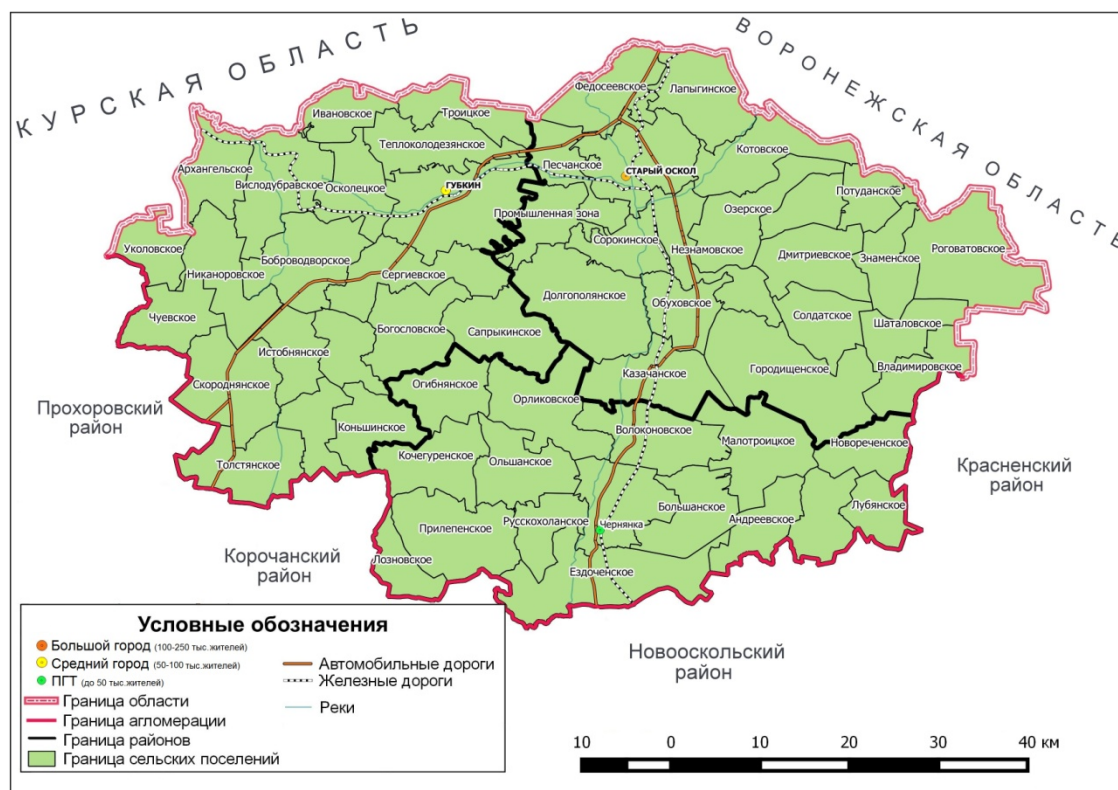 КУРСКАЯ ОБЛАСТЬ
ВОРОНЕЖСКАЯ ОБЛАСТЬ
Федосеевское
Лапыгинское
Ивановское
Троицкое
Теплоколодезянское
Котовское
Архангельское
Вислодубравское
Осколецкое
ГУБКИН
Песчанское
СТАРЫЙ ОСКОЛ
Потуданское
Промышленная зона
Озерское
Уколовское
Боброводворское
Сорокинское
Незнамовское
Дмитриевское
Знаменское
Роговатовское
Никаноровское
Сергиевское
Долгополянское
Обуховское
Чуевское
Солдатское
Шаталовское
Истобнянское
Богословское
Сапрыкинское
Скороднянское
Огибнянское
Казачанское
Городищенское
Владимировское
Прохоровский
район
Орликовское
Коньшинское
Волоконовское
Малотроицкое
Новореченское
Толстянское
Кочегуренское
Ольшанское
Красненский
район
Прилепенское
Русскохоланское
Чернянка
Большанское
Андреевское
Лубянское
Корочанский
район
Лозновское
Ездоченское
Новооскольский
район
Условные обозначения
Большой город (100-250 тыс.жителей)
Средний город (50-100 тыс.жителей)
ПГТ (до 50 тыс.жителей)
Граница области
Граница агломерации
Граница районов
Граница сельских поселений
Автомобильные дороги
Железные дороги
Реки
10 0 10 20 30 40 км